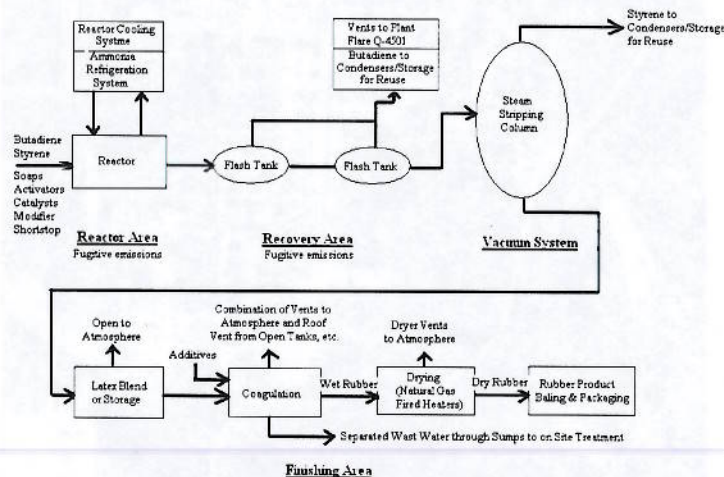 Reactor Cooling
Systme
Ammonia
Refrigeration
System
Vents to Plant
Flare Q-4501
Butadiene to
Condensers/Storage
for Reuse
Styrene to
Condensers/Storage
for Reuse
Steam
Stripping
Column
Butadiene
Styrene
Soaps
Activators
Catalysts
Modifier
Shortstop
Reactor
Flash Tank
Flash Tank
Reactor Area
Fugitive emissions
Recovery Area
Fugitive emissions
Vacuum System
Open to
Atmosphere
Combination of Vents to
Atmosphere and Roof
Vent from Open Tanks, etc.
Dryer Vents
to Atmosphere
Additives
Latex Blend
or Storage
Coagulation
Wet Rubber
Drying
(Natural Gas
Fired Heaters)
Dry Rubber
Rubber Product
Baling & Packaging
Separated Wast Water through Sumps to on Site Treatment
Finishing Area